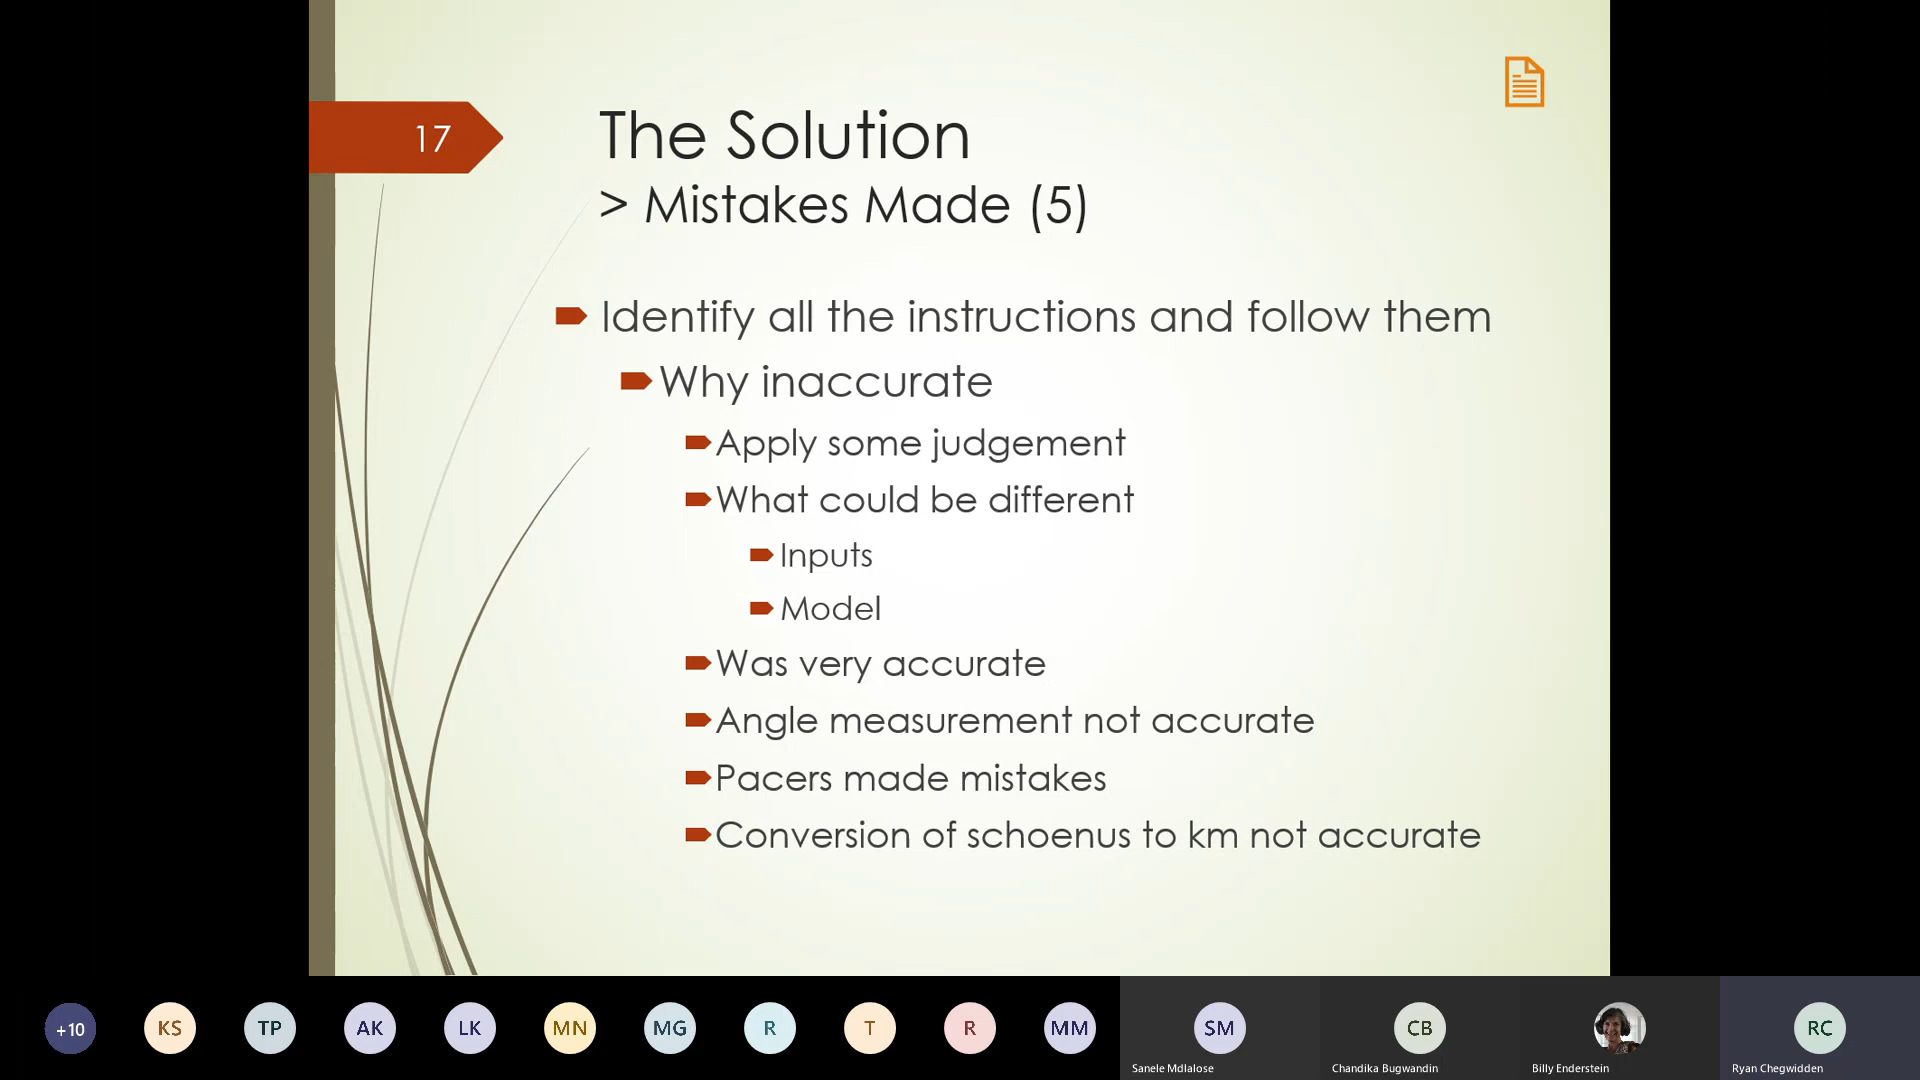 17
The Solution
> Mistakes Made (5)
Identify all the instructions and follow them
Why inaccurate
Apply some judgement
What could be different
Inputs
Model
Was very accurate
Angle measurement not accurate
Pacers made mistakes
Conversion of schoenus to km not accurate
+10
KS
TP
AK
LK
MN
MG
R
T
R
MM
SM
CB
RC
Sanele Mdlalose
Chandika Bugwandin
Billy Enderstein
Ryan Chegwidden